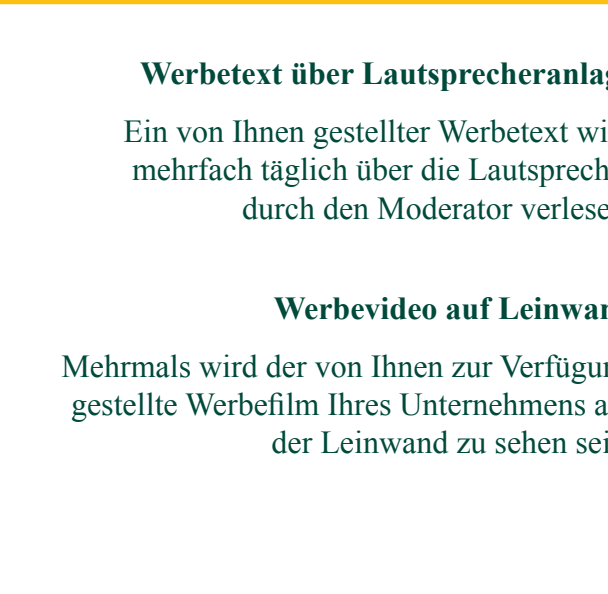 Werbetext über Lautsprecheranlag
Ein von Ihnen gestellter Werbetext wi
mehrfach täglich über die Lautsprech
durch den Moderator verlese
Werbevideo auf Leinwan
Mehrmals wird der von Ihnen zur Verfügun
gestellte Werbefilm Ihres Unternehmens a
der Leinwand zu sehen sei